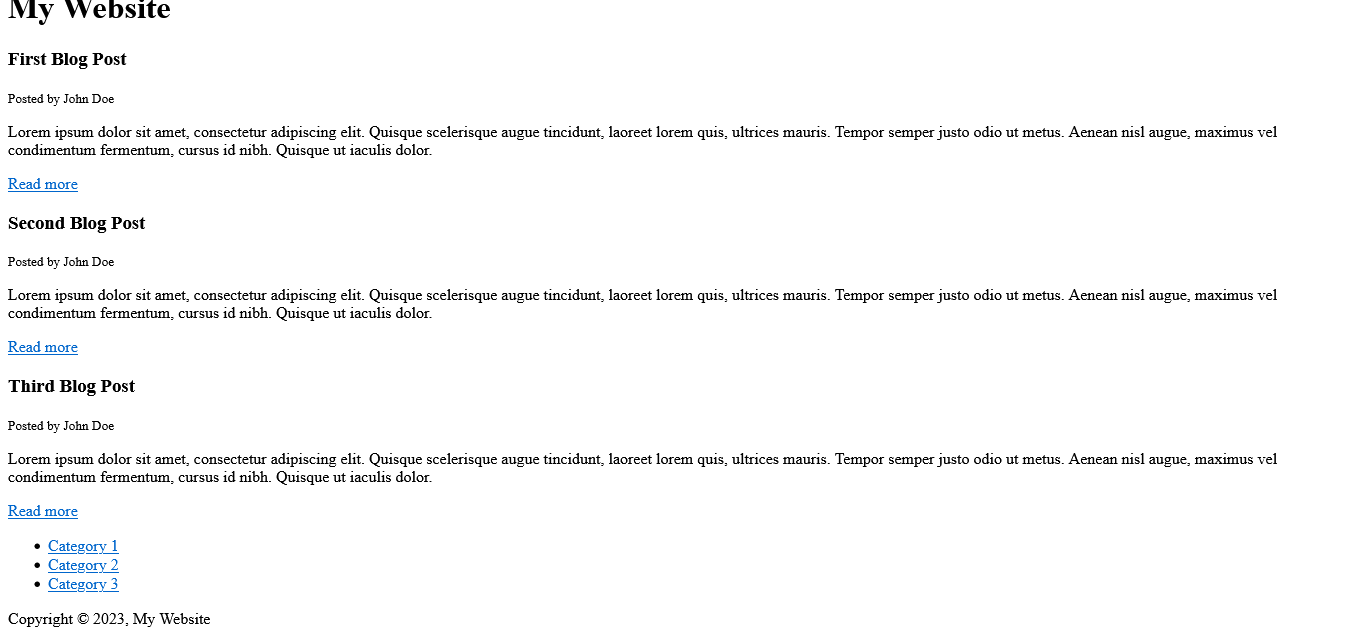 My Website
First Blog Post
Posted by John Doe
Lorem ipsum dolor sit amet, consectetur adipiscing elit. Quisque scelerisque augue tincidunt, laoreet lorem quis, ultrices mauris. Tempor semper justo odio ut metus. Aenean nisl augue, maximus vel
condimentum fermentum, cursus id nibh. Quisque ut iaculis dolor.
Read more
Second Blog Post
Posted by John Doe
Lorem ipsum dolor sit amet, consectetur adipiscing elit. Quisque scelerisque augue tincidunt, laoreet lorem quis, ultrices mauris. Tempor semper justo odio ut metus. Aenean nisl augue, maximus vel
condimentum fermentum, cursus id nibh. Quisque ut iaculis dolor.
Read more
Third Blog Post
Posted by John Doe
Lorem ipsum dolor sit amet, consectetur adipiscing elit. Quisque scelerisque augue tincidunt, laoreet lorem quis, ultrices mauris. Tempor semper justo odio ut metus. Aenean nisl augue, maximus vel
condimentum fermentum, cursus id nibh. Quisque ut iaculis dolor.
Read more
• Category 1
• Category 2
• Category 3
Copyright © 2023, My Website